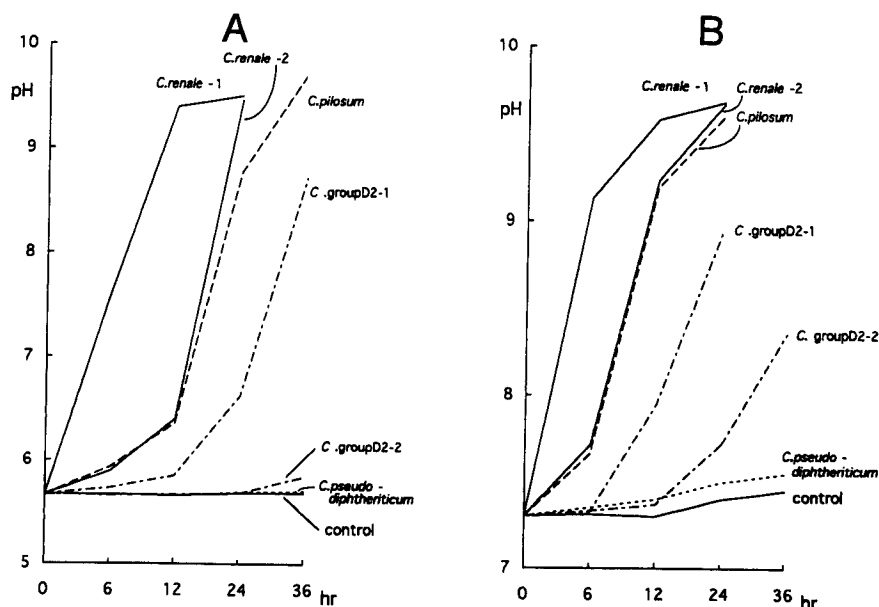 A
10
pH
9
8
7
6
5
0 6 12 24 36 hr
C.renale -1
C.renale -2
C.pilosum
C .groupD2-1
C .groupD2-2
C.pseudo -
diphtheriticum
control
B
10
pH
9
8
7
0 6 12 24 36 hr
C.renale -1
C.renale -2
C.pilosum
C .groupD2-1
C. groupD2-2
C.pseudo -
diphtheriticum
control